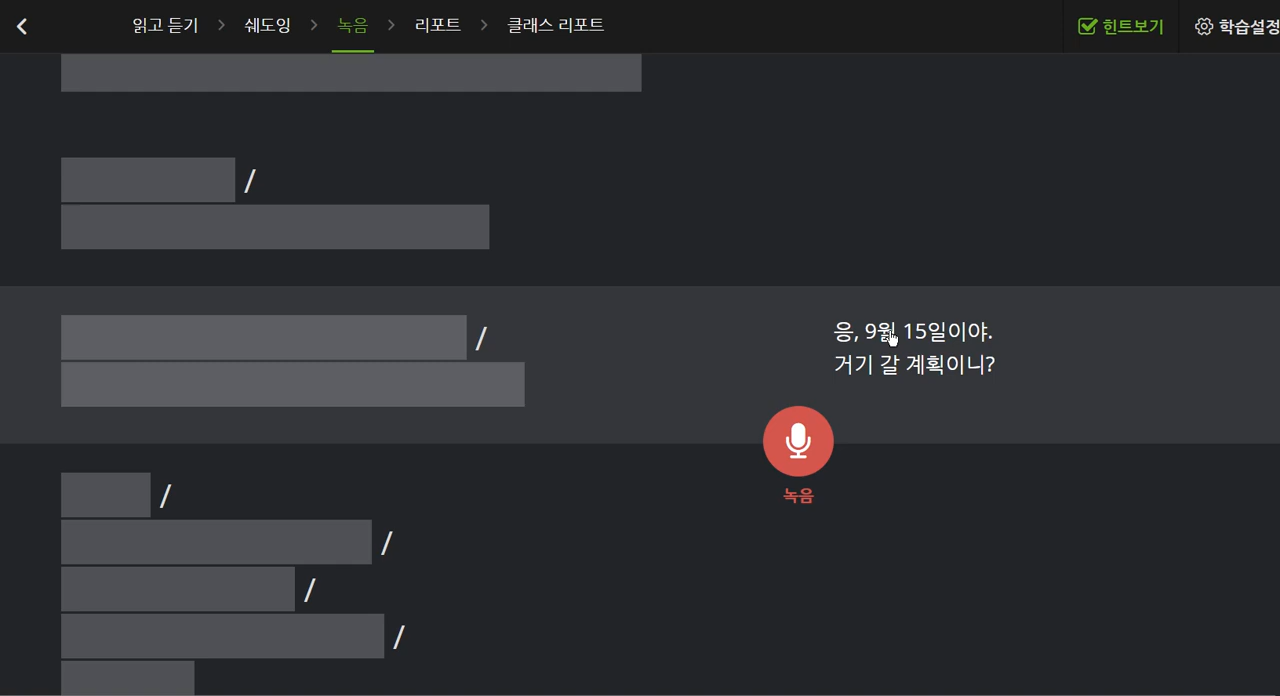 읽고 듣기 > 쉐도잉 > 녹음 > 리포트 > 클래스 리포트
힌트보기
학습설정
/
/
응, 9월 15일이야.
거기 갈 계획이니?
녹음
/
/
/
/